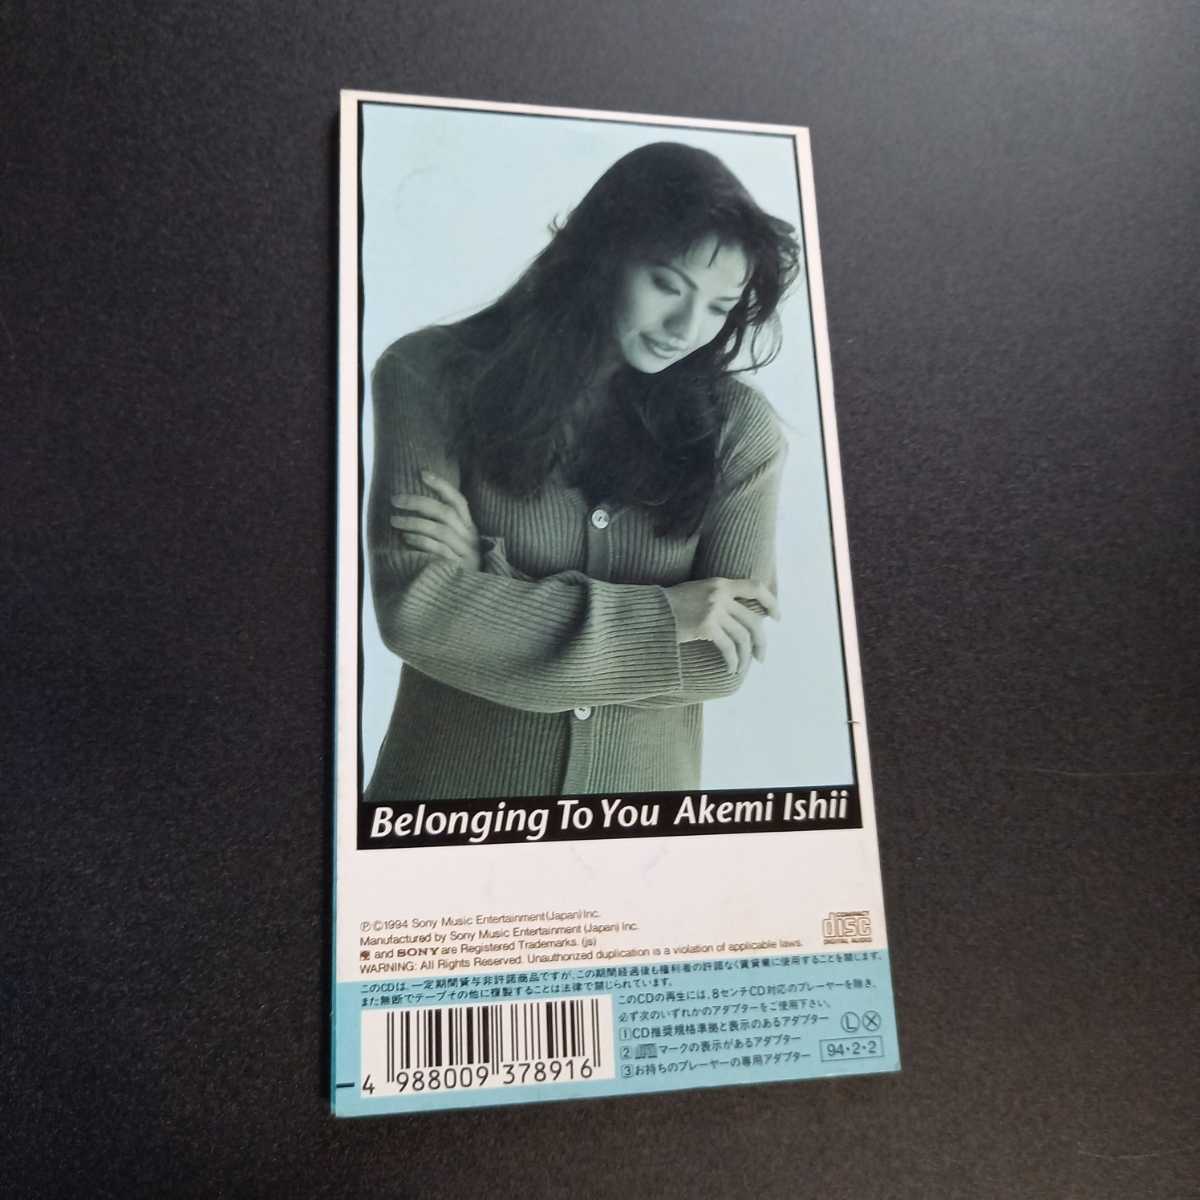 Belonging To You Akemi Ishii
℗©1994 Sony Music Entertainment(Japan)Inc.
Manufactured by Sony Music Entertainment (Japan) Inc.
and SONY are Registered Trademarks. (js)
WARNING: All Rights Reserved. Unauthorized duplication is a violation of applicable laws.
COMPACT
disc
DIGITAL AUDIO
このCDは、一定期間貸与非許諾商品ですが、この期間経過後も権利者の許諾なく賃貸業に使用することを禁じます。
また無断でテープその他に複製することは法律で禁じられています。
このCDの再生には、8センチCD対応のプレーヤーを除き、
必ず次のいずれかのアダプターをご使用下さい。
1CD推奨規格準拠と表示のあるアダプター
2マークの表示があるアダプター
3お持ちのプレーヤーの専用アダプター
Ⓛ Ⓧ
94・2・2
4 988009 378916